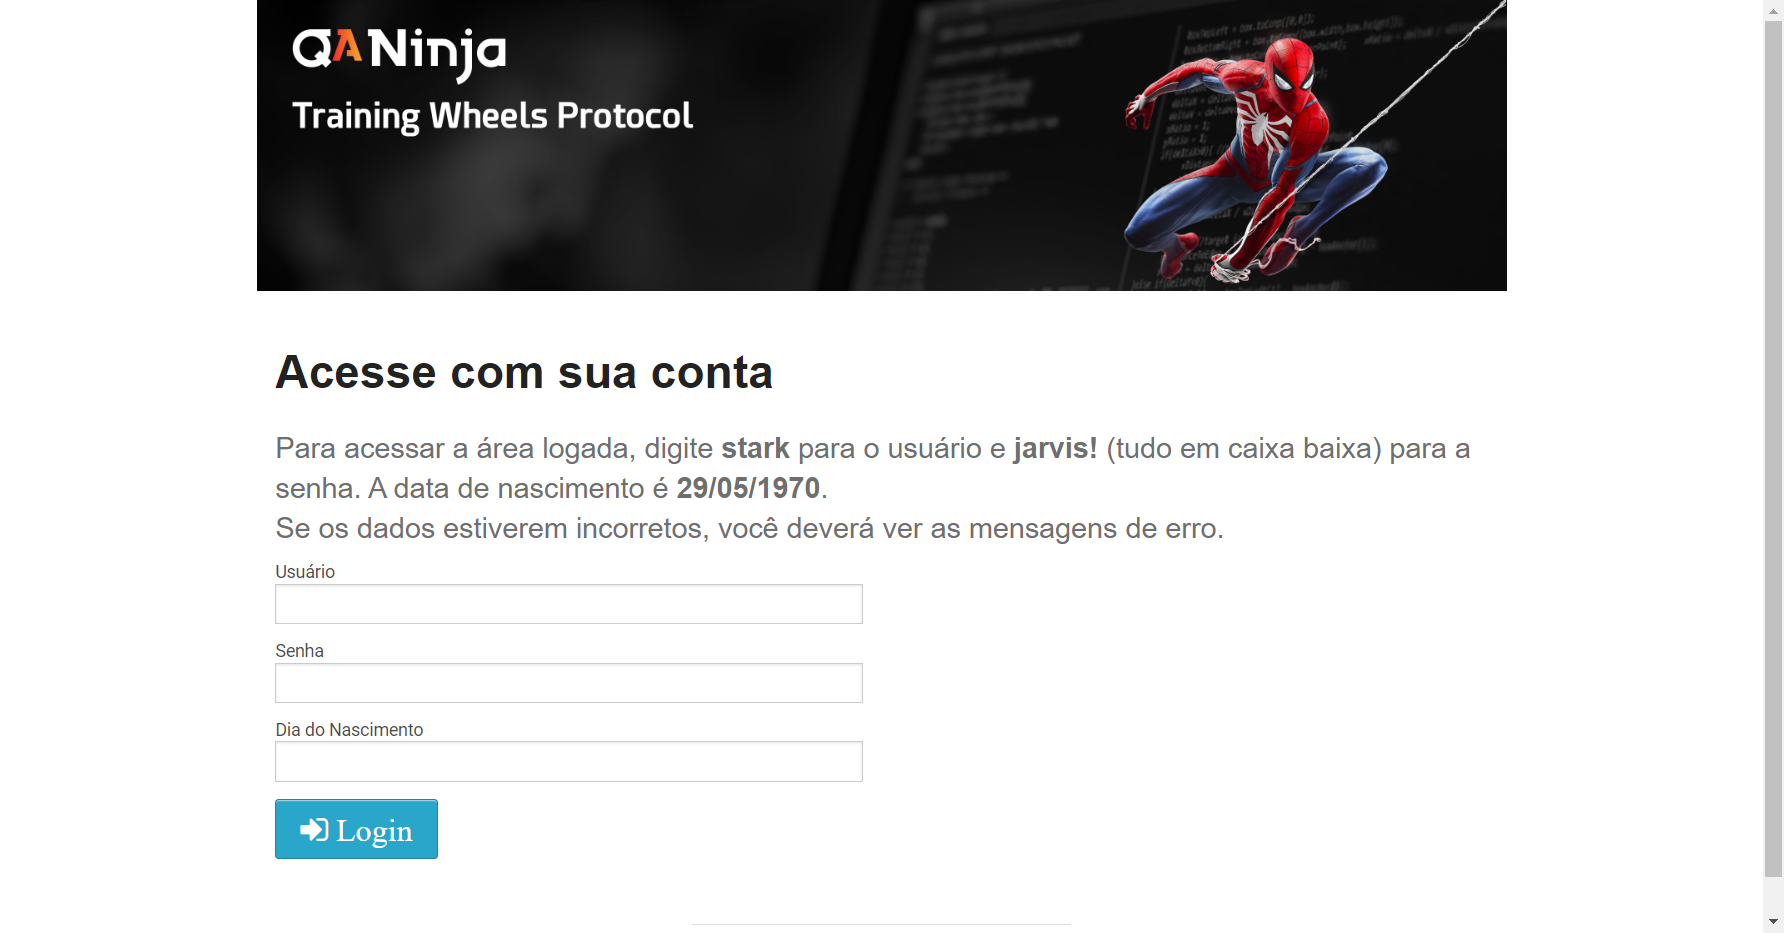 QANinja
Training Wheels Protocol
Acesse com sua conta
Para acessar a área logada, digite stark para o usuário e jarvis! (tudo em caixa baixa) para a
senha. A data de nascimento é 29/05/1970.
Se os dados estiverem incorretos, você deverá ver as mensagens de erro.
Usuário
Senha
Dia do Nascimento
Login